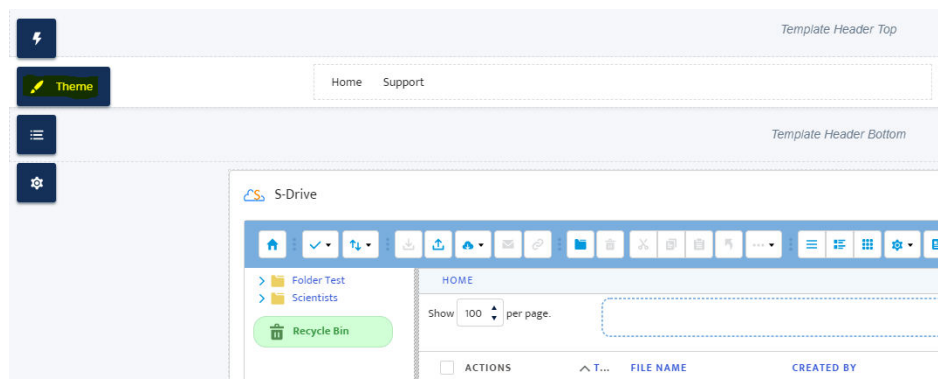 Template Header Top
Theme
Home Support
Template Header Bottom
S-Drive
Folder Test
Scientists
Recycle Bin
HOME
Show 100 per page.
ACTIONS T... FILE NAME CREATED BY